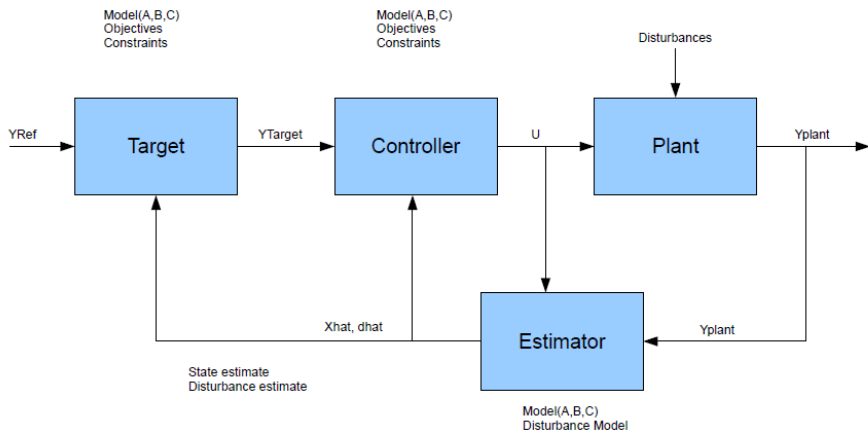 Model(A,B,C)
Objectives
Constraints
Model(A,B,C)
Objectives
Constraints
Disturbances
YRef
Target
YTarget
Controller
U
Plant
Yplant
Xhat, dhat
Estimator
Yplant
State estimate
Disturbance estimate
Model(A,B,C)
Disturbance Model